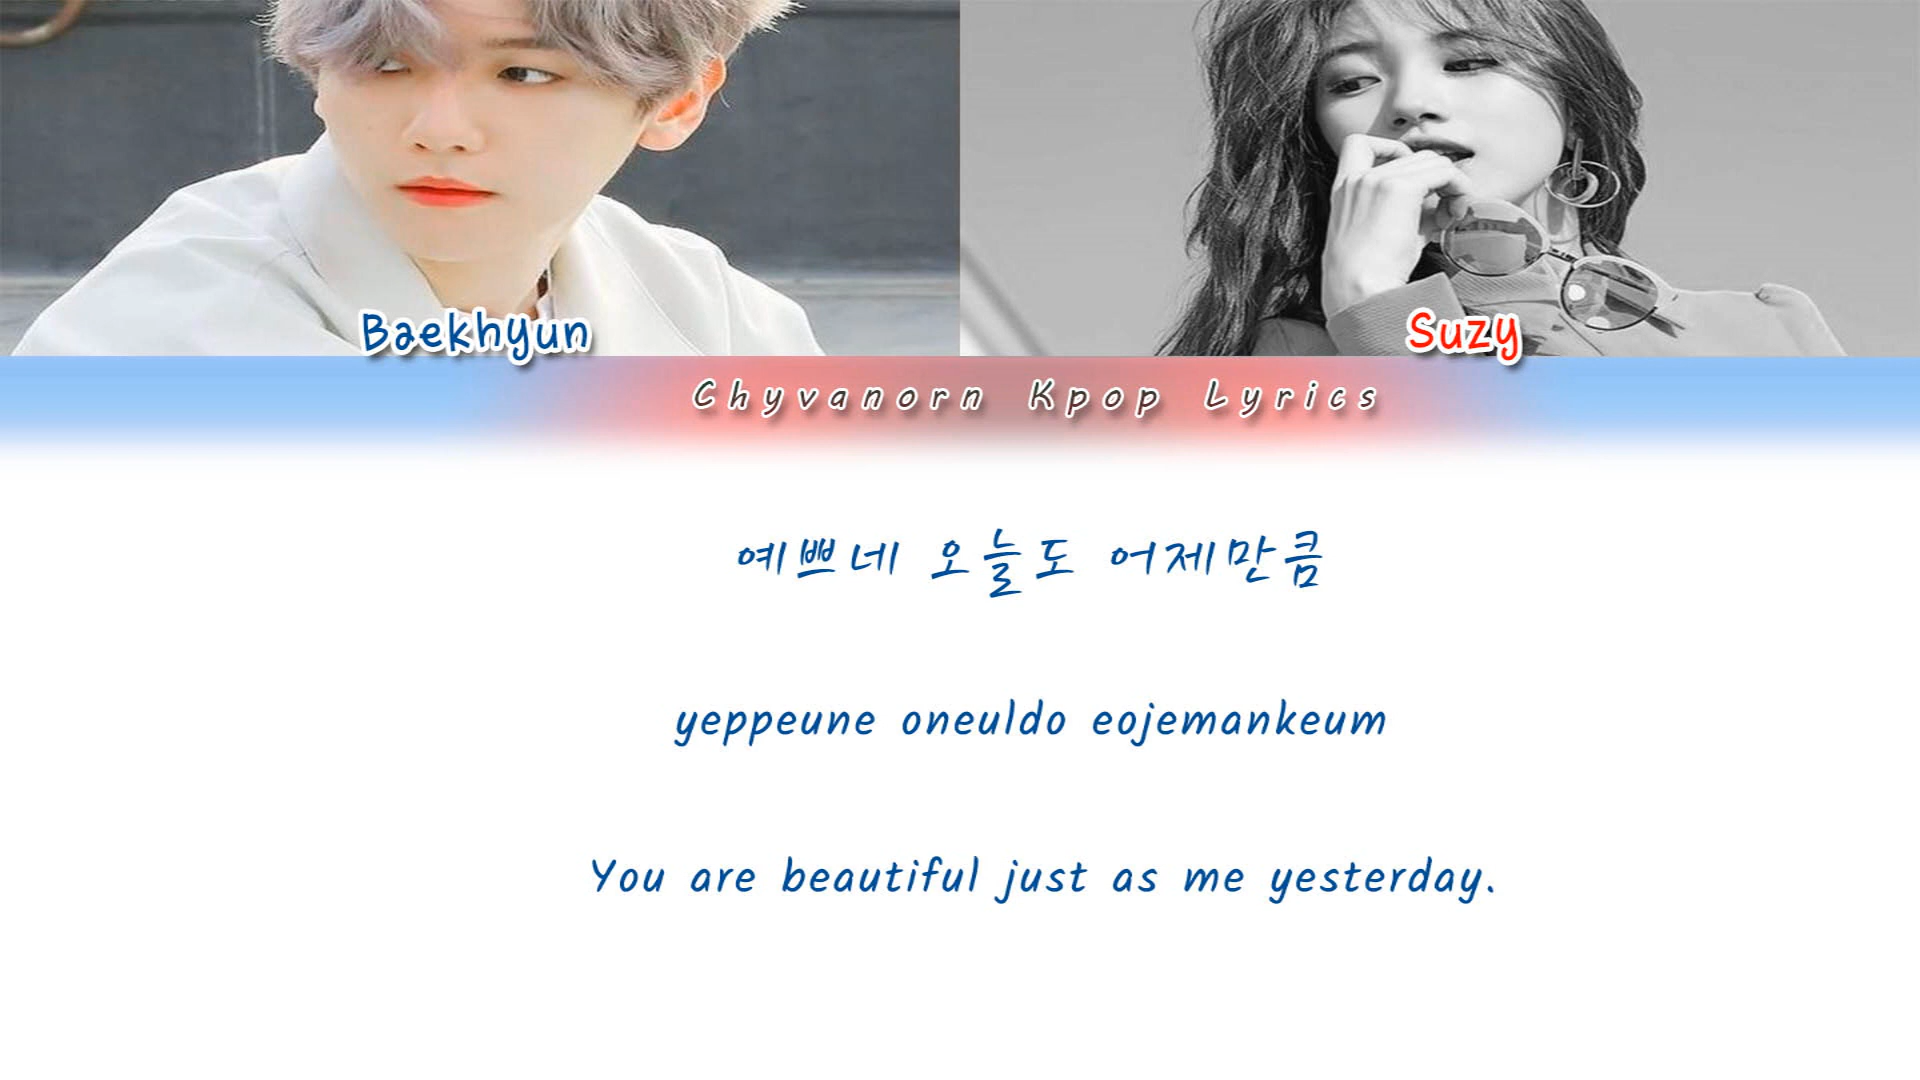 Baekhyun
Suzy
Chyvanorn Kpop Lyrics
예쁘네 오늘도 어제만큼
yeppeune oneuldo eojemankeum
You are beautiful just as me yesterday.